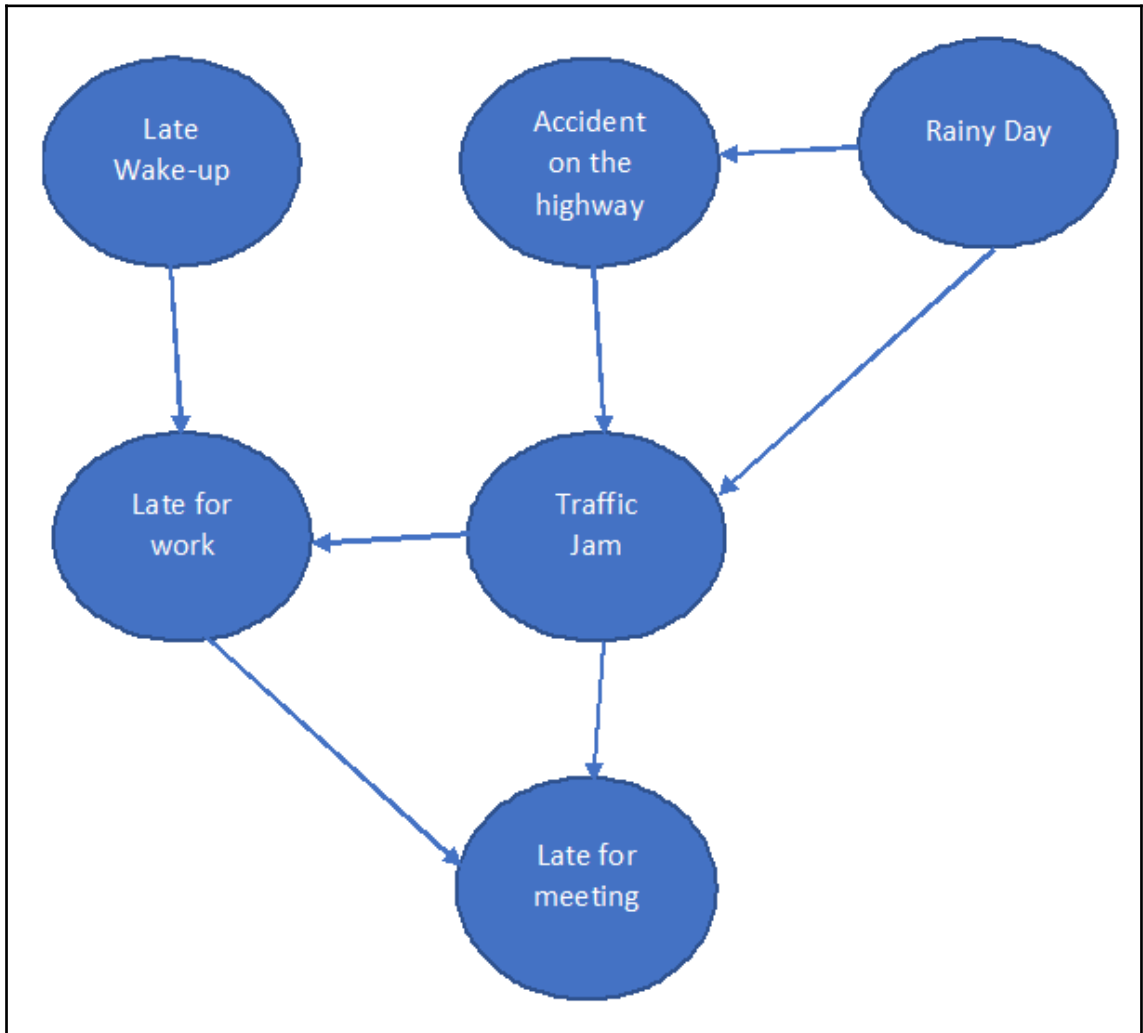 Late
Wake-up
Accident
on the
highway
Rainy Day
Late for
work
Traffic
Jam
Late for
meeting